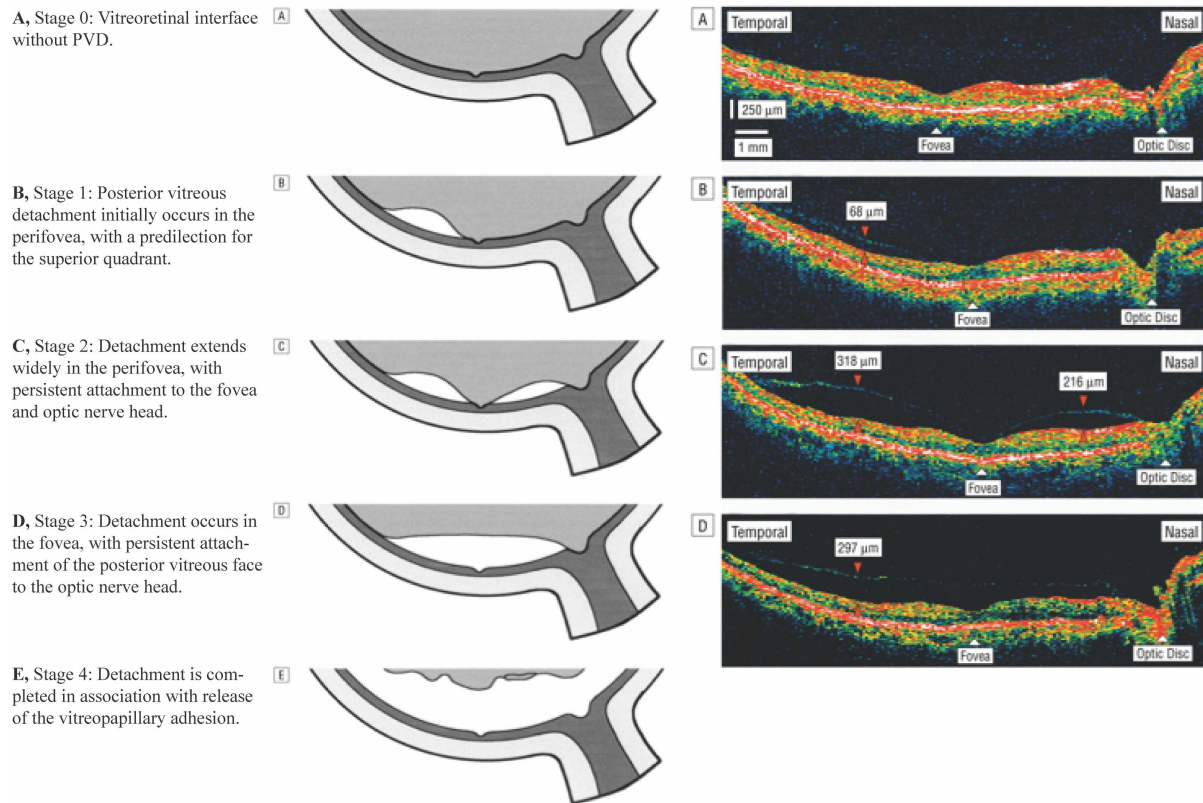 A, Stage 0: Vitreoretinal interface
without PVD.
A
B, Stage 1: Posterior vitreous
detachment initially occurs in the
perifovea, with a predilection for
the superior quadrant.
B
C, Stage 2: Detachment extends
widely in the perifovea, with
persistent attachment to the fovea
and optic nerve head.
C
D, Stage 3: Detachment occurs in
the fovea, with persistent attach-
ment of the posterior vitreous face
to the optic nerve head.
D
E, Stage 4: Detachment is com-
pleted in association with release
of the vitreopapillary adhesion.
E
A
Temporal
Nasal
250 µm
1 mm
Fovea
Optic Disc
B
Temporal
Nasal
68 µm
Fovea
Optic Disc
C
Temporal
Nasal
318 µm
216 µm
Fovea
Optic Disc
D
Temporal
Nasal
297 µm
Fovea
Optic Disc